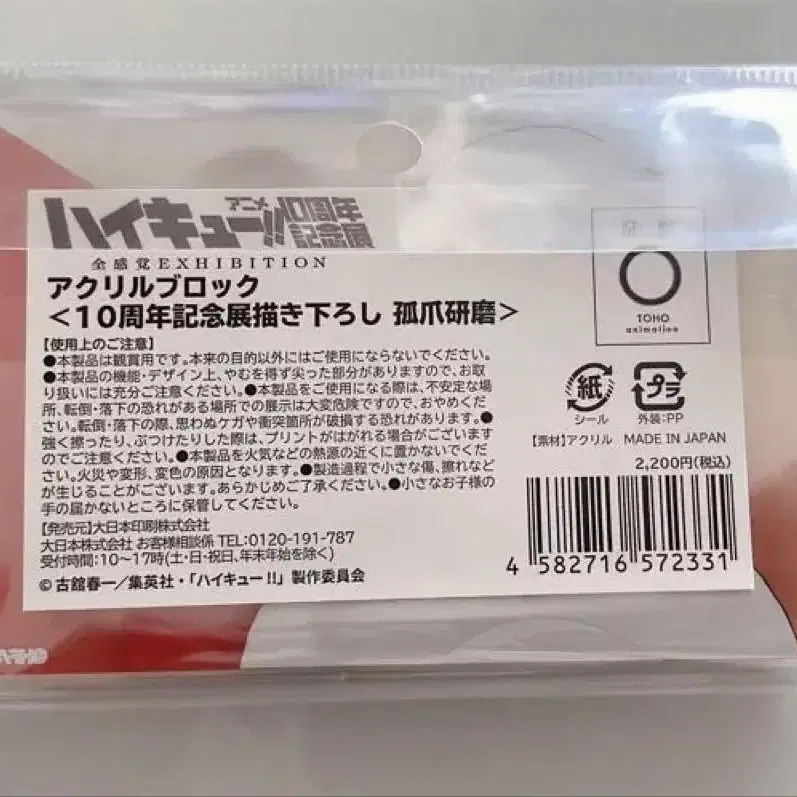 ハイキュー!! アニメ10周年
記念展
全感覚EXHIBITION
アクリルブロック
<10周年記念展描き下ろし 孤爪研磨>
【使用上のご注意】
●本製品は観賞用です。本来の目的以外にはご使用にならないでください。
●本製品の機能・デザイン上、やむを得ず尖った部分がありますので、お取
り扱いには充分ご注意ください。●本製品をご使用になる際は、不安定な場
所、転倒・落下の恐れがある場所での展示は大変危険ですので、おやめくだ
さい。転倒・落下の際、思わぬケガや衝突箇所が破損する恐れがあります。●
強く擦ったり、ぶつけたりした際は、プリントがはがれる場合がございます
のでご注意ください。●本製品を火気などの熱源の近くに置かないでくださ
い。火災や変形、変色の原因となります。●製造過程で小さな傷、擦れなど
が生じることがございます。あらかじめご了承ください。●小さなお子様の
手の届かないところに保管してください。
【発売元】大日本印刷株式会社
大日本株式会社 お客様相談係 TEL:0120-191-787
受付時間:10〜17時(土・日・祝日、年末年始を除く)
©古舘春一/集英社・「ハイキュー!!」製作委員会
TOHO
animation
紙
シール
プラ
外装:PP
【素材】アクリル MADE IN JAPAN
2,200円(税込)
4 582716 572331